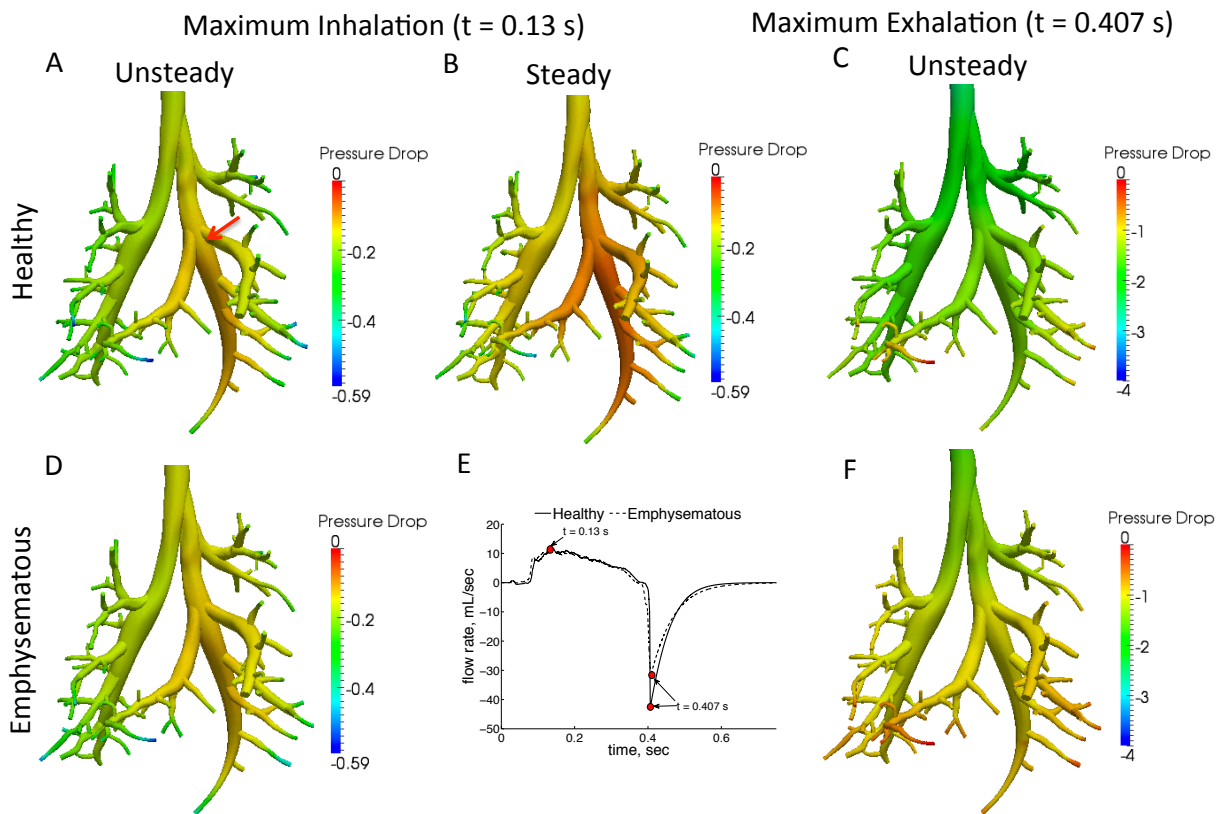 Maximum Inhalation (t = 0.13 s)
Maximum Exhalation (t = 0.407 s)
A
Unsteady
B
Steady
C
Unsteady
Healthy
Pressure Drop
0
-0.2
-0.4
-0.59
Pressure Drop
0
-0.2
-0.4
-0.59
Pressure Drop
0
-1
-2
-3
-4
Emphysematous
D
Pressure Drop
0
-0.2
-0.4
-0.59
E
Healthy
Emphysematous
t = 0.13 s
20
10
0
−10
−20
−30
−40
−50
flow rate, mL/sec
t = 0.407 s
0
0.2
0.4
0.6
time, sec
F
Pressure Drop
0
-1
-2
-3
-4